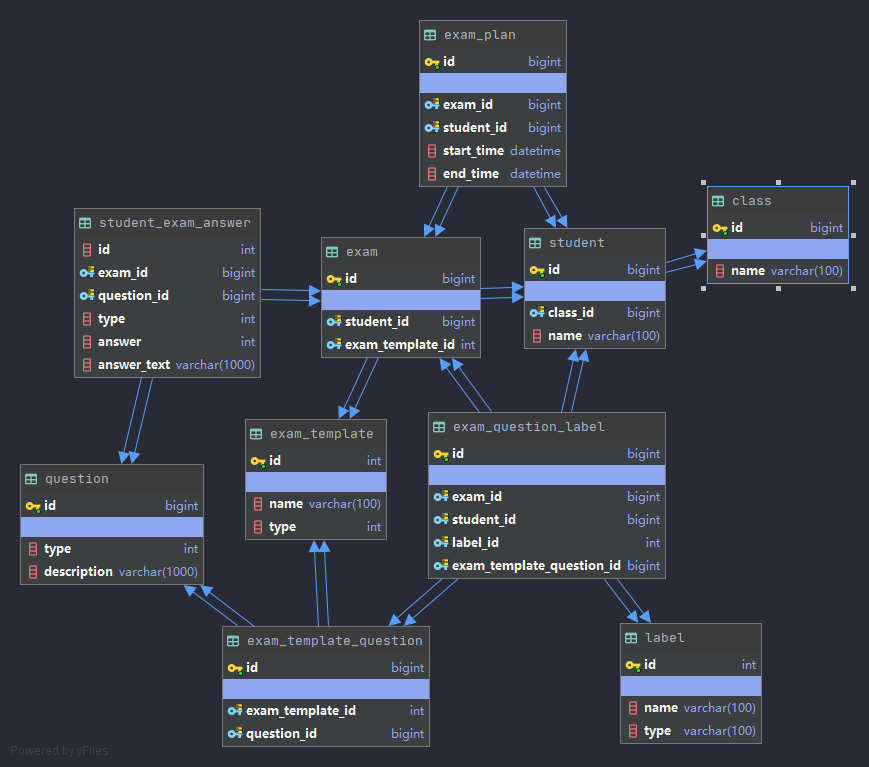 exam_plan
id bigint
exam_id bigint
student_id bigint
start_time datetime
end_time datetime
class
id bigint
name varchar(100)
student_exam_answer
id int
exam_id bigint
question_id bigint
type int
answer int
answer_text varchar(1000)
exam
id bigint
student_id bigint
exam_template_id int
student
id bigint
class_id bigint
name varchar(100)
exam_template
id int
name varchar(100)
type int
exam_question_label
id bigint
exam_id bigint
student_id bigint
label_id int
exam_template_question_id bigint
question
id bigint
type int
description varchar(1000)
exam_template_question
id bigint
exam_template_id int
question_id bigint
label
id int
name varchar(100)
type varchar(100)
Powered by yFiles